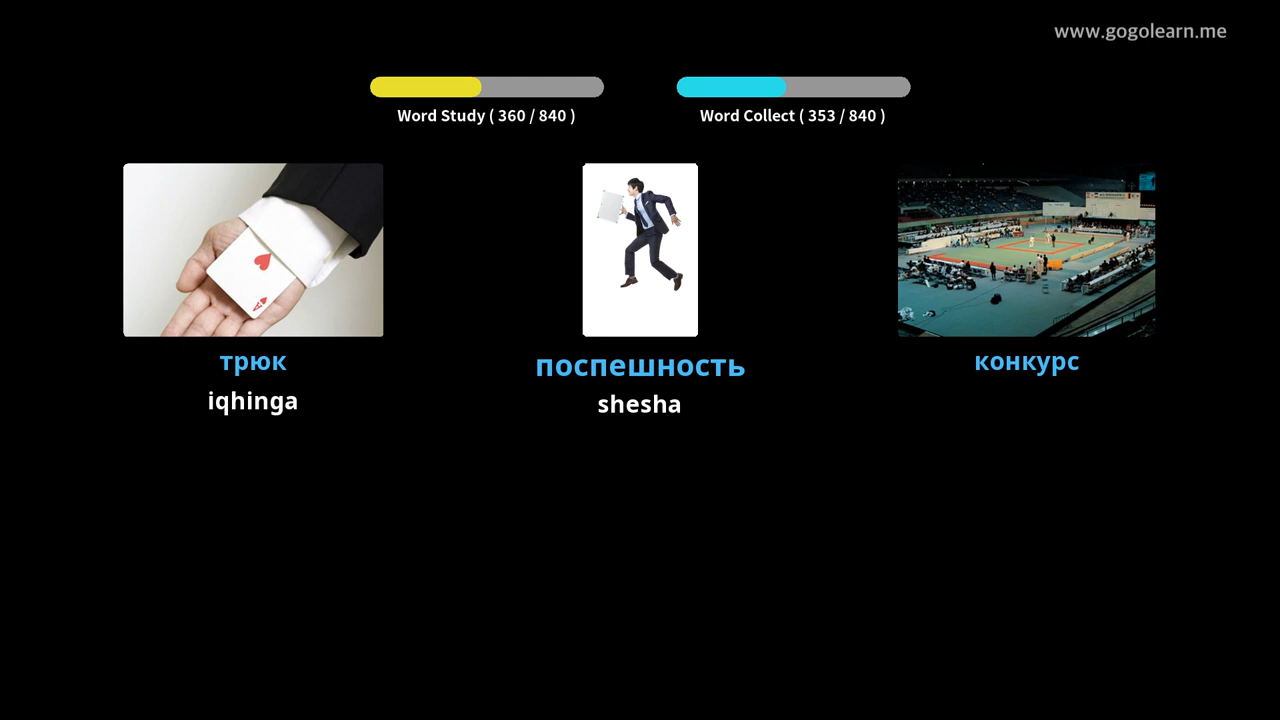 www.gogolearn.me
Word Study ( 360 / 840 )
Word Collect ( 353 / 840 )
трюк
iqhinga
поспешность
shesha
конкурс